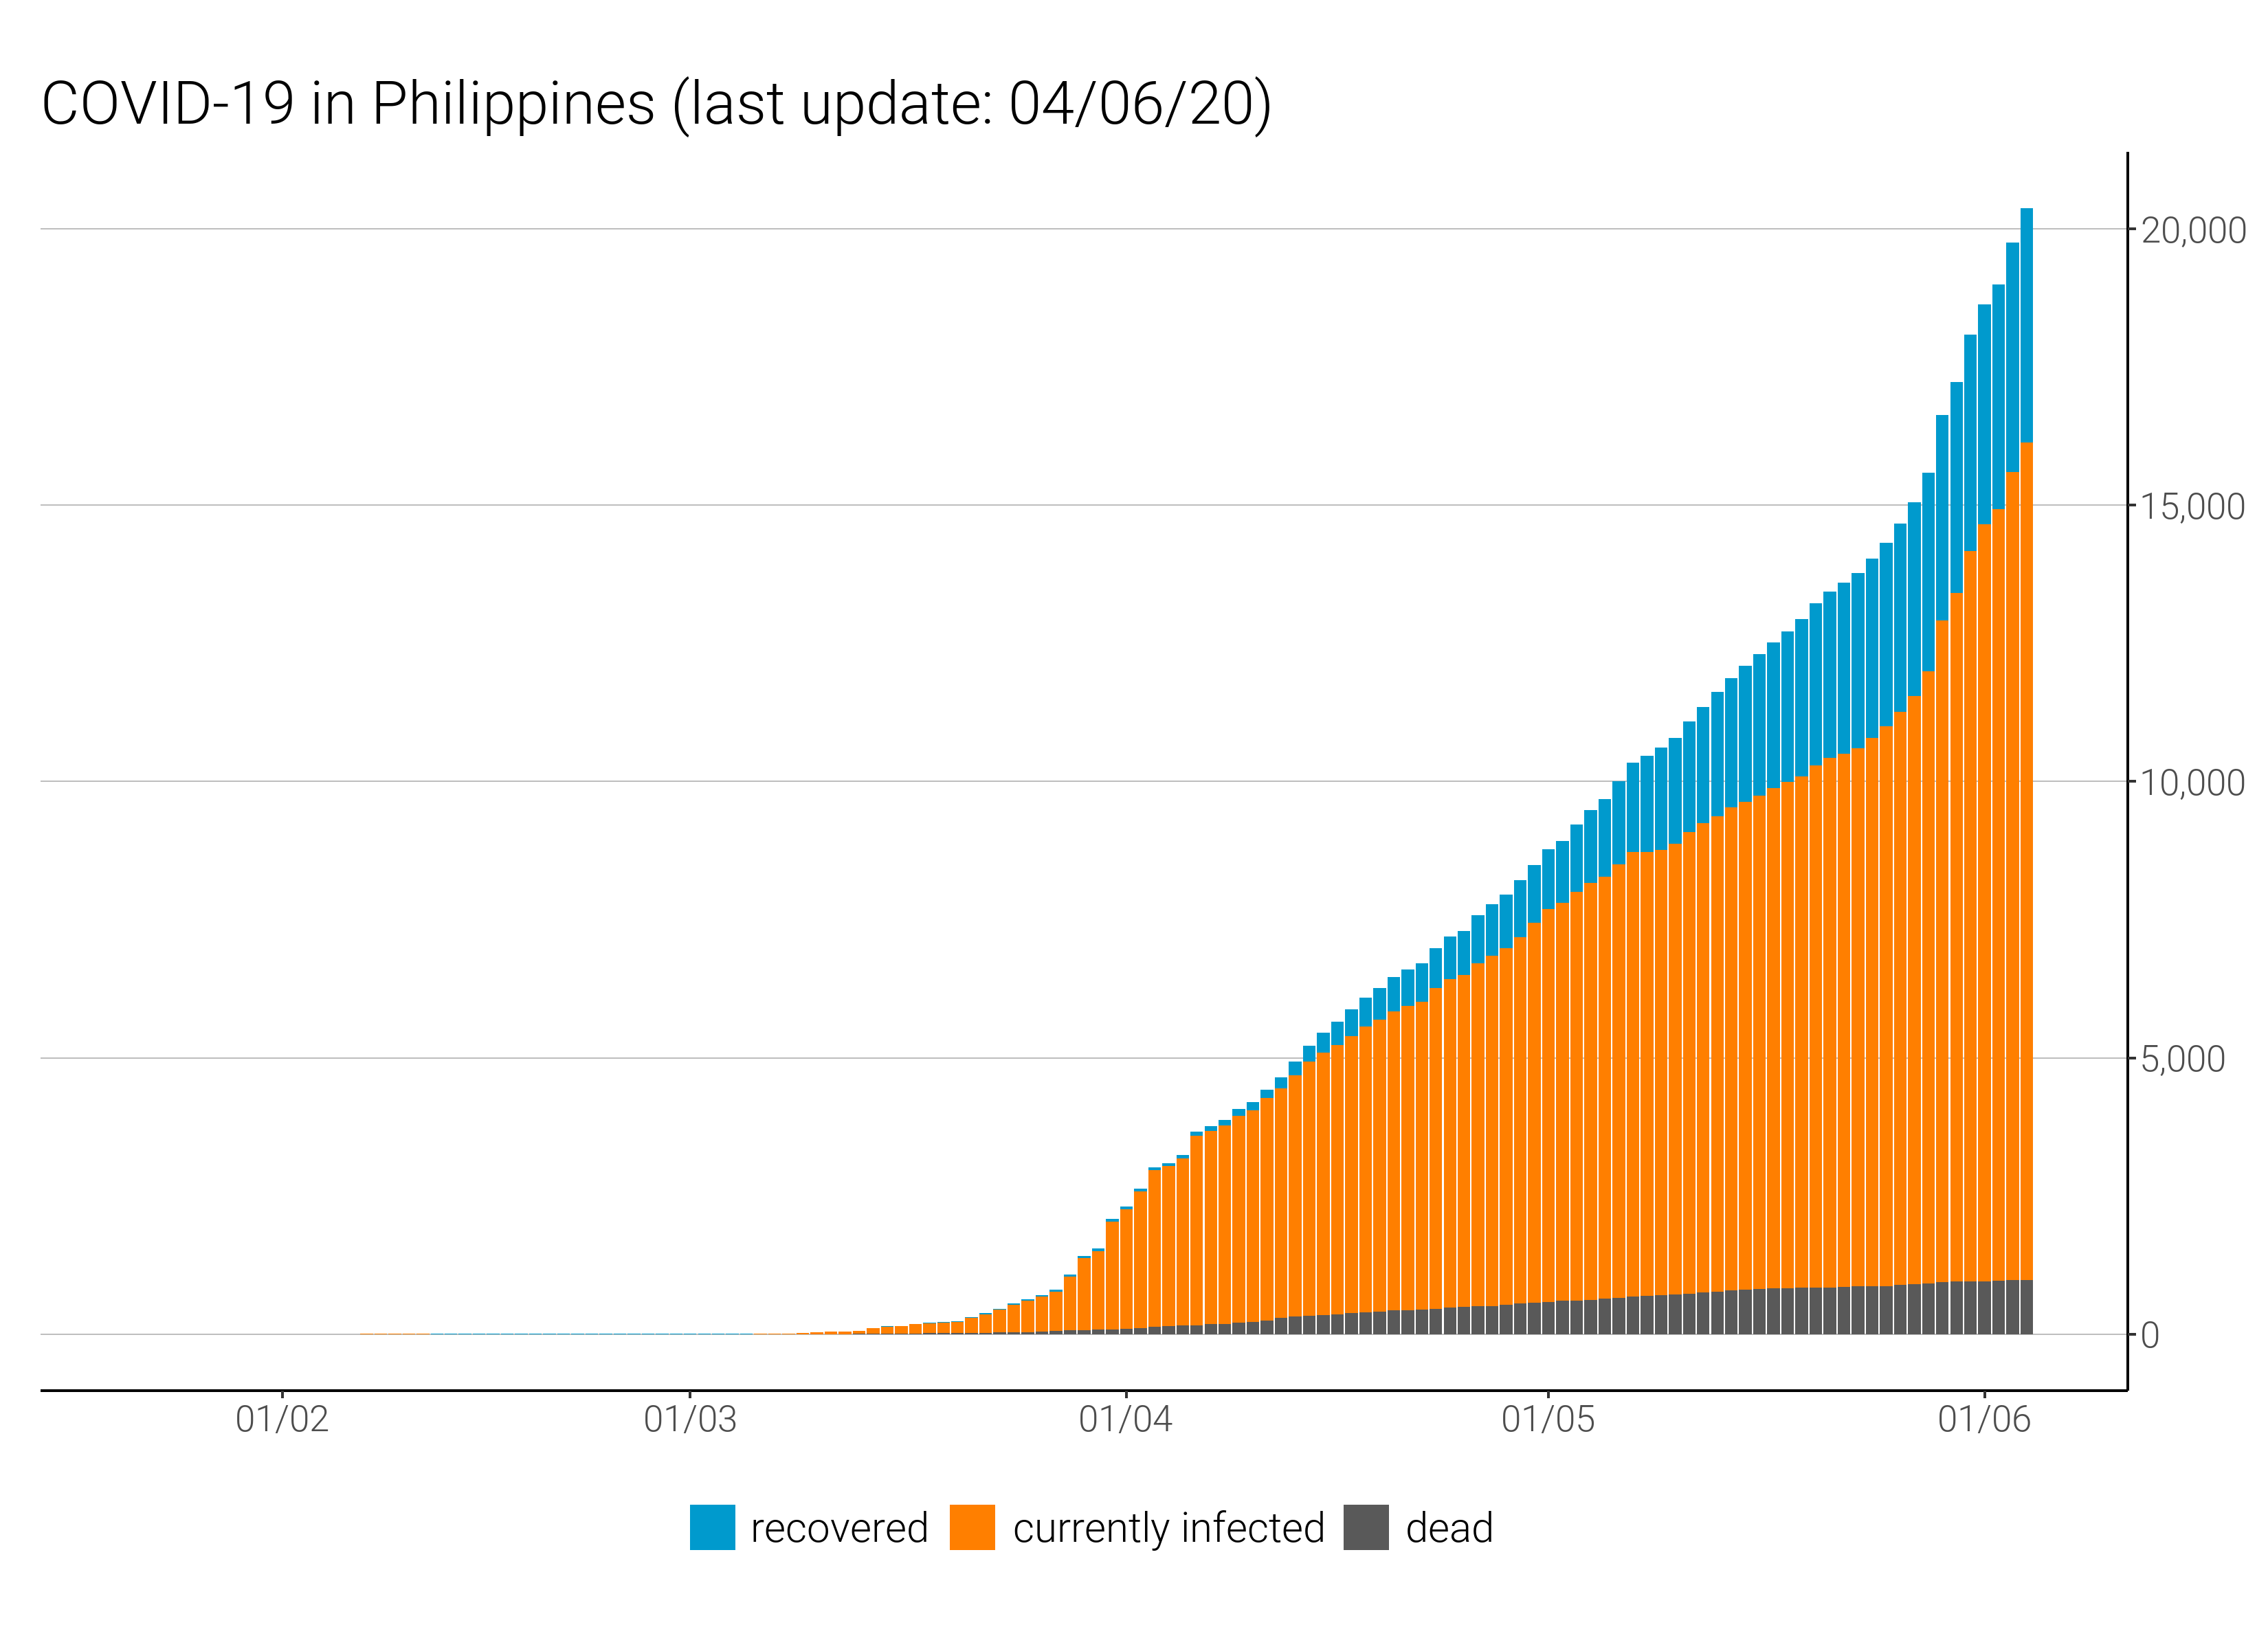 COVID-19 in Philippines (last update: 04/06/20)
20,000
15,000
10,000
5,000
0
01/02 01/03 01/04 01/05 01/06
recovered currently infected dead